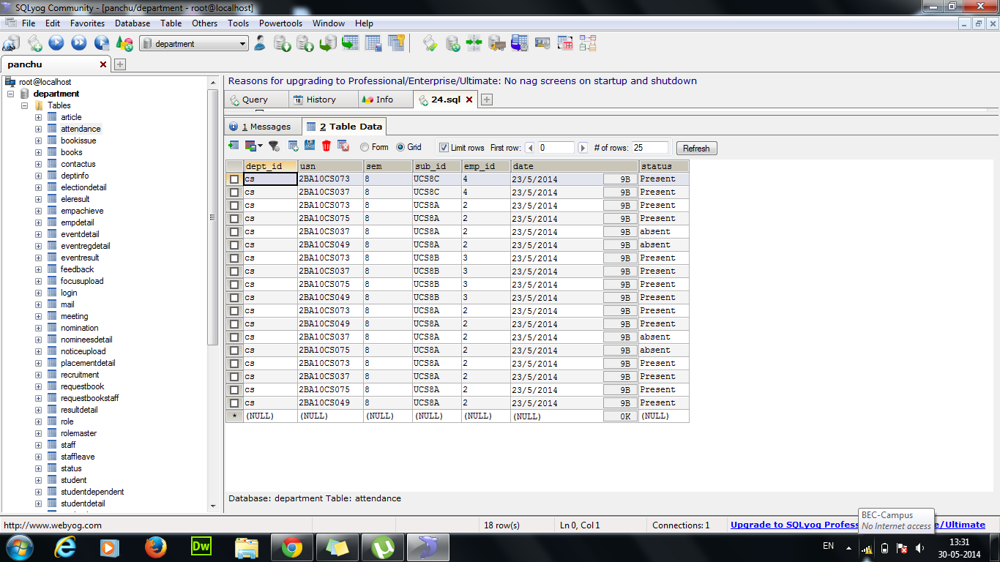 SQLyog Community - [panchu/department - root@localhost]
File Edit Favorites Database Table Others Tools Powertools Window Help
department
panchu
root@localhost
department
Tables
article
attendance
bookissue
books
contactus
deptinfo
electiondetail
eleresult
empachieve
empdetail
eventdetail
eventregdetail
eventresult
feedback
focusupload
login
mail
meeting
nomination
nomineesdetail
noticeupload
placementdetail
recruitment
requestbook
requestbookstaff
resultdetail
role
rolemaster
staff
staffleave
status
student
studentdependent
studentdetail
Reasons for upgrading to Professional/Enterprise/Ultimate: No nag screens on startup and shutdown
Query History Info 24.sql
1 Messages 2 Table Data
Form Grid Limit rows First row: 0 # of rows: 25 Refresh
dept_id usn sem sub_id emp_id date status
cs 2BA10CS073 8 UCS8C 4 23/5/2014 9B Present
cs 2BA10CS037 8 UCS8C 4 23/5/2014 9B Present
cs 2BA10CS073 8 UCS8A 2 23/5/2014 9B Present
cs 2BA10CS075 8 UCS8A 2 23/5/2014 9B Present
cs 2BA10CS037 8 UCS8A 2 23/5/2014 9B absent
cs 2BA10CS049 8 UCS8A 2 23/5/2014 9B absent
cs 2BA10CS073 8 UCS8B 3 23/5/2014 9B Present
cs 2BA10CS037 8 UCS8B 3 23/5/2014 9B Present
cs 2BA10CS075 8 UCS8B 3 23/5/2014 9B Present
cs 2BA10CS049 8 UCS8B 3 23/5/2014 9B Present
cs 2BA10CS073 8 UCS8A 2 23/5/2014 9B Present
cs 2BA10CS049 8 UCS8A 2 23/5/2014 9B Present
cs 2BA10CS037 8 UCS8A 2 23/5/2014 9B absent
cs 2BA10CS075 8 UCS8A 2 23/5/2014 9B absent
cs 2BA10CS073 8 UCS8A 2 23/5/2014 9B Present
cs 2BA10CS037 8 UCS8A 2 23/5/2014 9B Present
cs 2BA10CS075 8 UCS8A 2 23/5/2014 9B Present
cs 2BA10CS049 8 UCS8A 2 23/5/2014 9B Present
* (NULL) (NULL) (NULL) (NULL) (NULL) (NULL) 0K (NULL)
Database: department Table: attendance
BEC-Campus
No Internet access
http://www.webyog.com 18 row(s) Ln 0, Col 1 Connections: 1 Upgrade to SQLyog Profess e/Ultimate
Dw
EN
13:31
30-05-2014